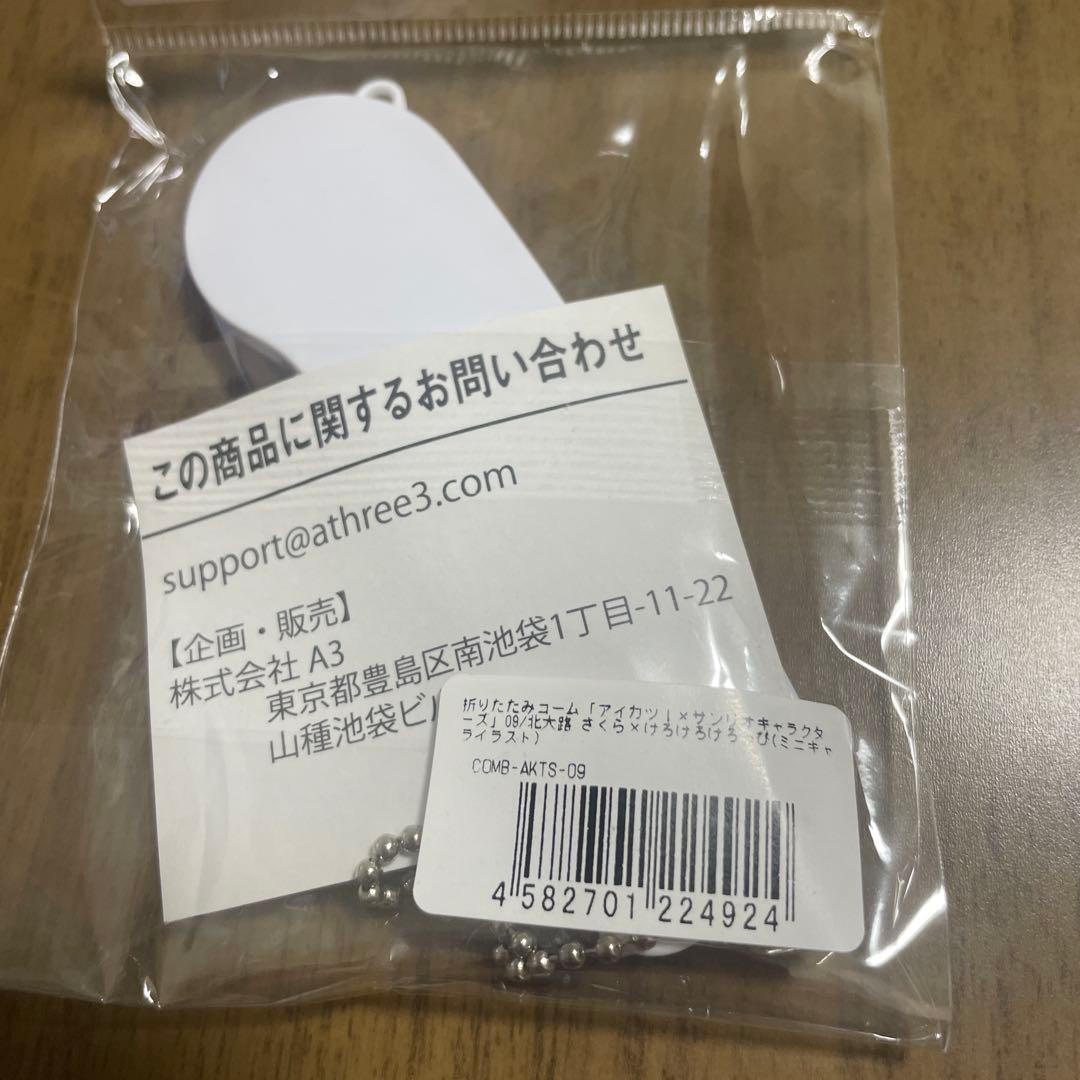 この商品に関するお問い合わせ
support@athree3.com
【企画・販売】
株式会社 A3
東京都豊島区南池袋1丁目-11-22
山種池袋ビル
折りたたみコーム「アイカツ！×サンリオキャラクタ
ーズ」09/北大路 さくら×けろけろけろっぴ(ミニキャ
ライラスト)
COMB-AKTS-09
4 582701 224924